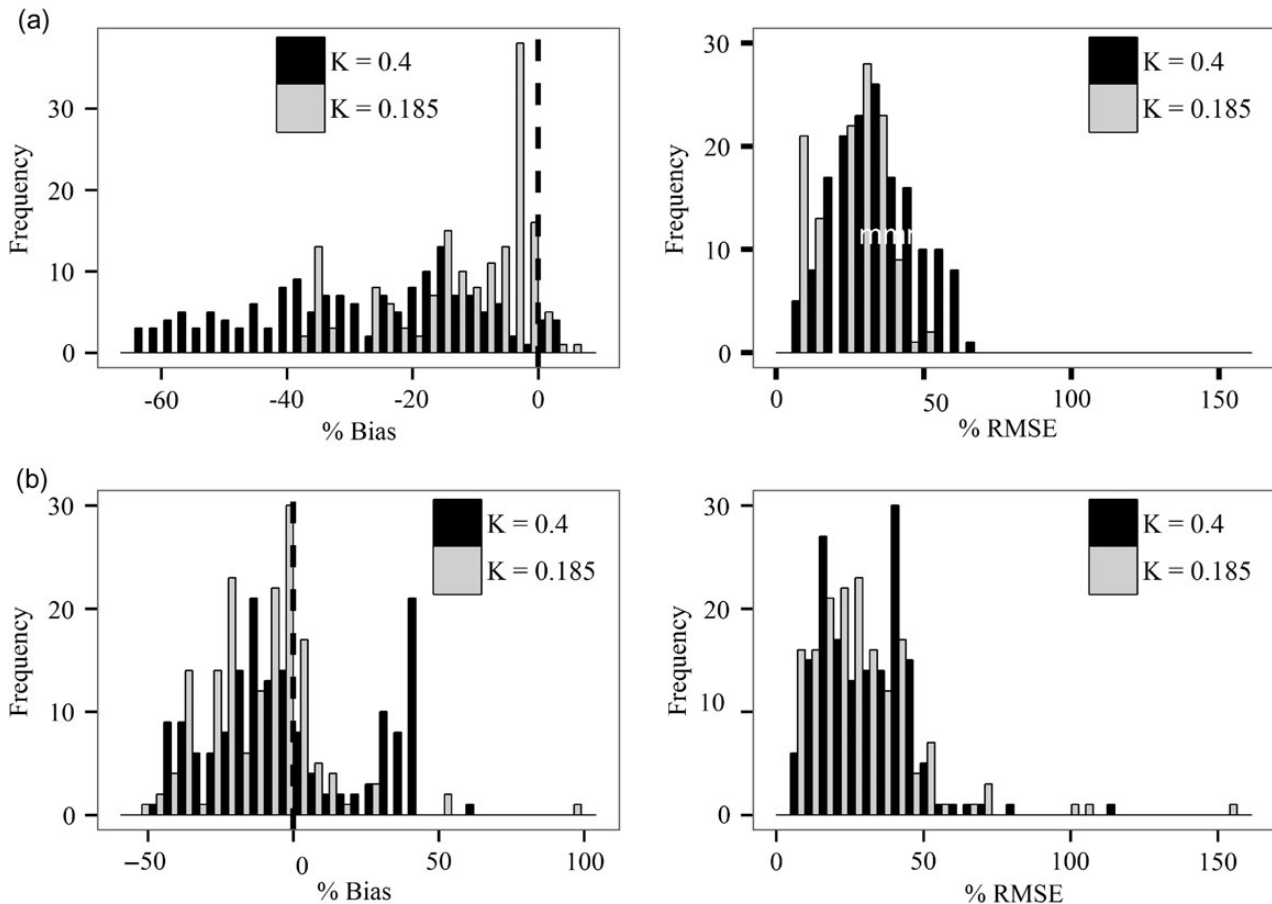 (a)
K = 0.4
K = 0.185
Frequency
30
20
10
0
-60
-40
-20
0
% Bias
K = 0.4
K = 0.185
Frequency
30
20
10
0
0
50
100
150
% RMSE
(b)
K = 0.4
K = 0.185
Frequency
30
20
10
0
−50
0
50
100
% Bias
K = 0.4
K = 0.185
Frequency
30
20
10
0
0
50
100
150
% RMSE